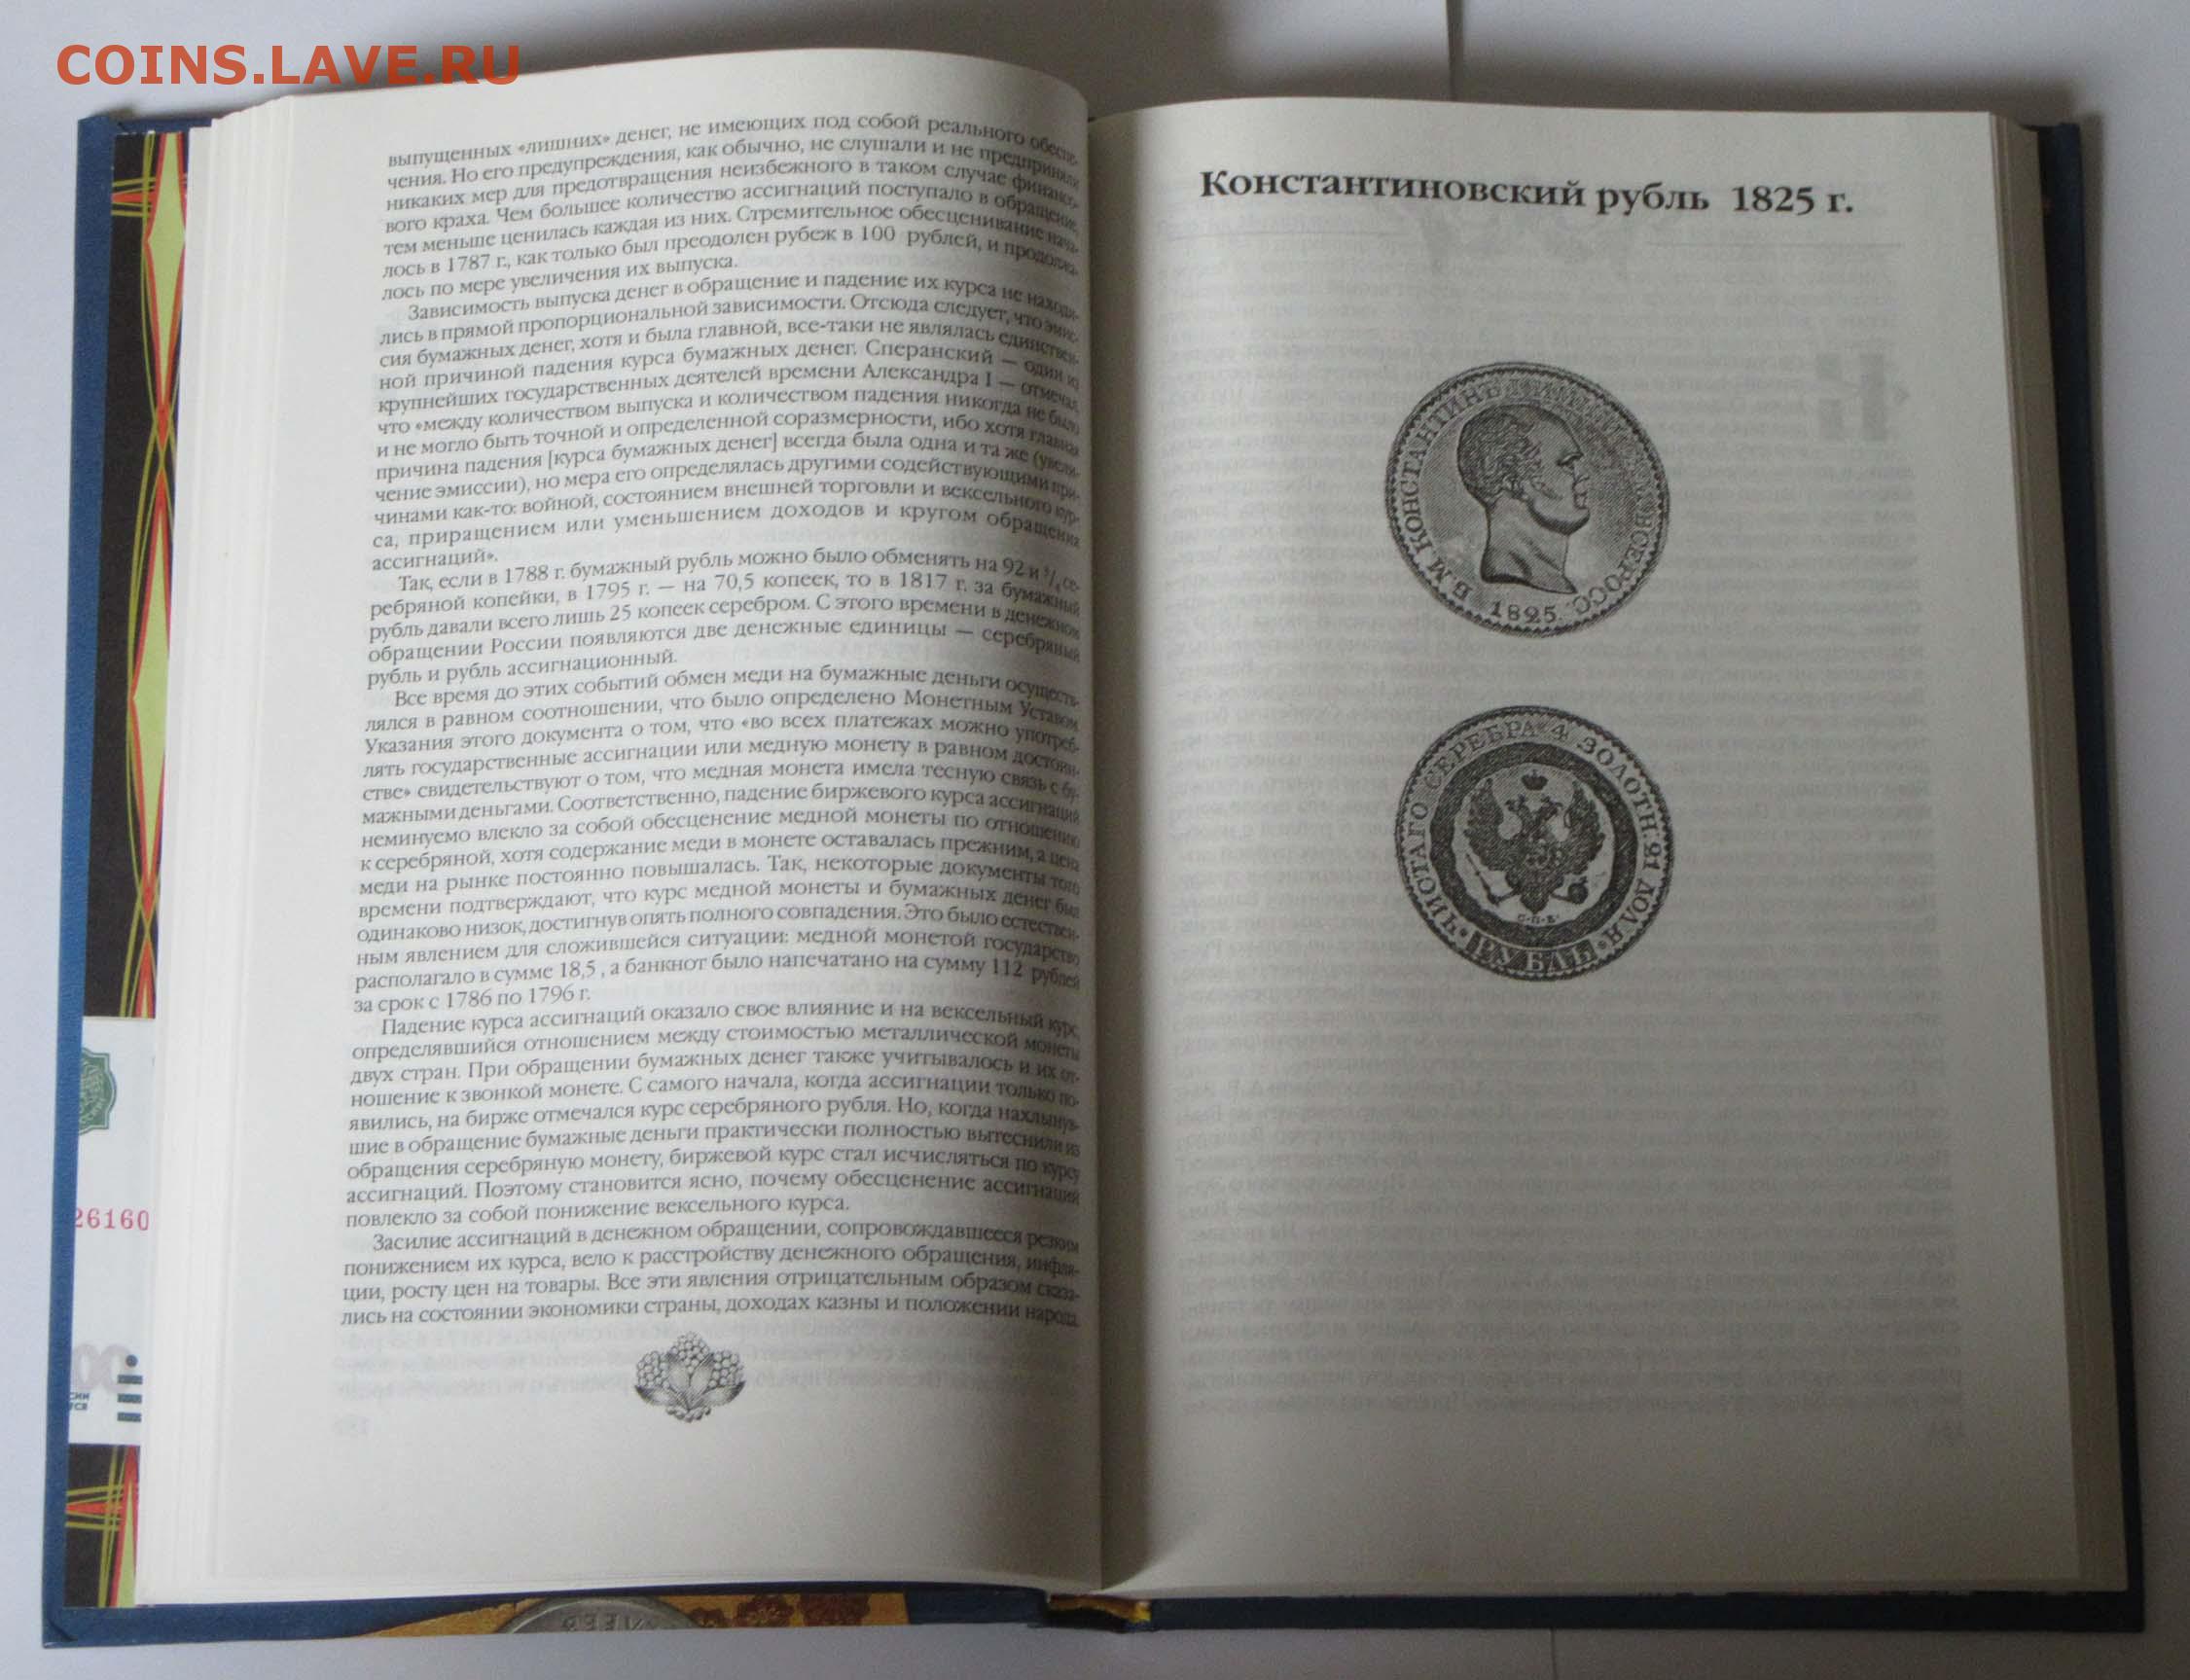 COINS.LAVE.RU
выпущенных «лишних» денег, не имеющих под собой реального обеспе-
чения. Но его предупреждения, как обычно, не слушали и не предприняли
никаких мер для предотвращения неизбежного в таком случае финансо-
вого краха. Чем большее количество ассигнаций поступало в обращение,
тем меньше ценилась каждая из них. Стремительное обесценивание нача-
лось в 1787 г., как только был преодолен рубеж в 100 рублей, и продолжа-
лось по мере увеличения их выпуска.
Зависимость выпуска денег в обращение и падение их курса не находи-
лись в прямой пропорциональной зависимости. Отсюда следует, что эмис-
сия бумажных денег, хотя и была главной, все-таки не являлась единствен-
ной причиной падения курса бумажных денег. Сперанский — один из
крупнейших государственных деятелей времени Александра I — отмечал,
что «между количеством выпуска и количеством падения никогда не было
и не могло быть точной и определенной соразмерности, ибо хотя главная
причина падения [курса бумажных денег] всегда была одна и та же (увели-
чение эмиссии), но мера его определялась другими содействующими при-
чинами как-то: войной, состоянием внешней торговли и вексельного кур-
са, приращением или уменьшением доходов и кругом обращения
ассигнаций».
Так, если в 1788 г. бумажный рубль можно было обменять на 92 и 3/4 се-
ребряной копейки, в 1795 г. — на 70,5 копеек, то в 1817 г. за бумажный
рубль давали всего лишь 25 копеек серебром. С этого времени в денежном
обращении России появляются две денежные единицы — серебряный
рубль и рубль ассигнационный.
Все время до этих событий обмен меди на бумажные деньги осуществ-
лялся в равном соотношении, что было определено Монетным Уставом.
Указания этого документа о том, что «во всех платежах можно употреб-
лять государственные ассигнации или медную монету в равном достоин-
стве» свидетельствуют о том, что медная монета имела тесную связь с бу-
мажными деньгами. Соответственно, падение биржевого курса ассигнаций
неминуемо влекло за собой обесценение медной монеты по отношению
к серебряной, хотя содержание меди в монете оставалась прежним, а цена
меди на рынке постоянно повышалась. Так, некоторые документы того
времени подтверждают, что курс медной монеты и бумажных денег был
одинаково низок, достигнув опять полного совпадения. Это было естествен-
ным явлением для сложившейся ситуации: медной монетой государство
располагало в сумме 18,5 , а банкнот было напечатано на сумму 112 рублей
за срок с 1786 по 1796 г.
Падение курса ассигнаций оказало свое влияние и на вексельный курс,
определявшийся отношением между стоимостью металлической монеты
двух стран. При обращении бумажных денег также учитывалось и их от-
ношение к звонкой монете. С самого начала, когда ассигнации только по-
явились, на бирже отмечался курс серебряного рубля. Но, когда нахлынув-
шие в обращение бумажные деньги практически полностью вытеснили из
обращения серебряную монету, биржевой курс стал исчисляться по курсу
ассигнаций. Поэтому становится ясно, почему обесценение ассигнаций
повлекло за собой понижение вексельного курса.
Засилие ассигнаций в денежном обращении, сопровождавшееся резким
понижением их курса, вело к расстройству денежного обращения, инфля-
ции, росту цен на товары. Все эти явления отрицательным образом сказа-
лись на состоянии экономики страны, доходах казны и положении народа.
26160
Константиновский рубль 1825 г.
Б. М. КОНСТАНТИНЪ ВСЕРОСС.
1825.
ЧИСТАГО СЕРЕБРА 4 ЗОЛОТН. 21 ДОЛЯ
С.П.Б.
РУБЛЬ